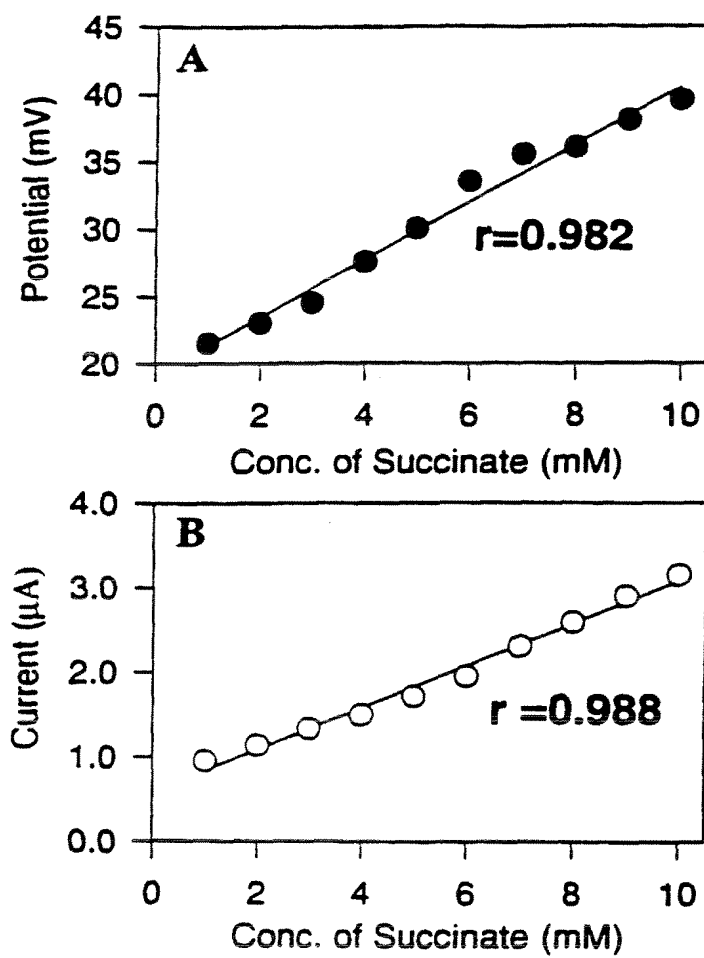 A
45
40
35
30
25
20
Potential (mV)
r=0.982
0 2 4 6 8 10
Conc. of Succinate (mM)
B
4.0
3.0
2.0
1.0
0.0
Current (μA)
r =0.988
0 2 4 6 8 10
Conc. of Succinate (mM)